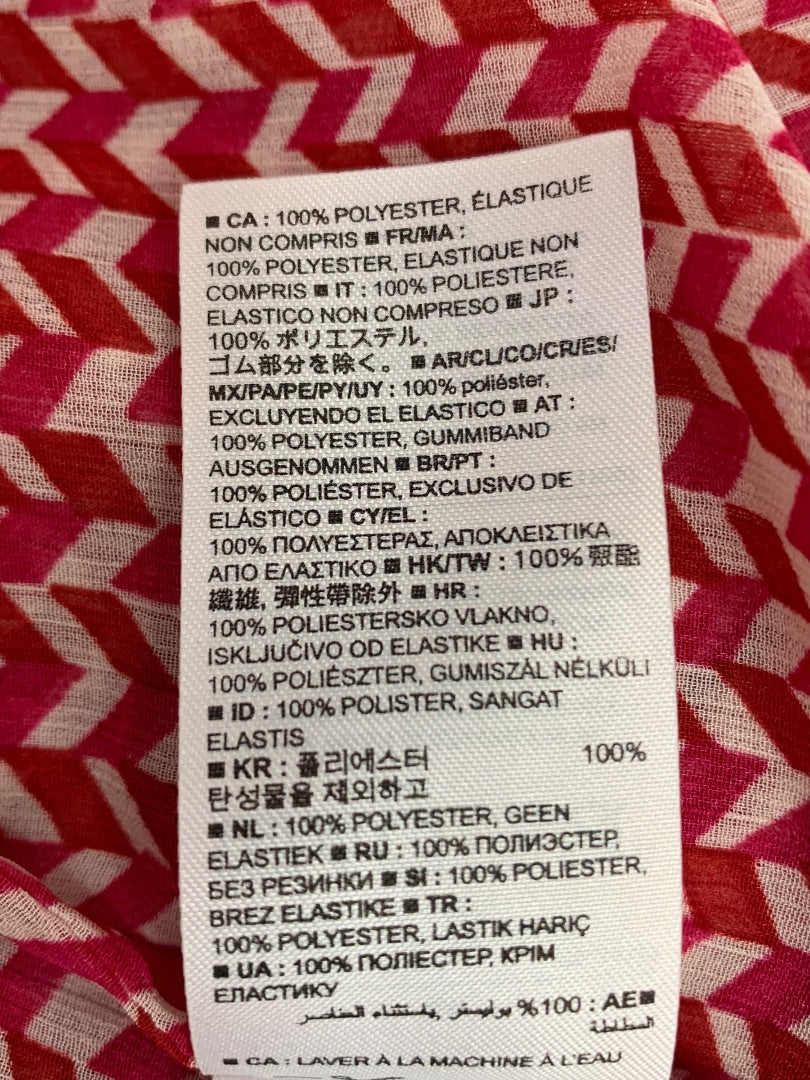 ■ CA : 100% POLYESTER, ÉLASTIQUE
NON COMPRIS ■ FR/MA :
100% POLYESTER, ELASTIQUE NON
COMPRIS ■ IT : 100% POLIESTERE,
ELASTICO NON COMPRESO ■ JP :
100% ポリエステル,
ゴム部分を除く。 ■ AR/CL/CO/CR/ES/
MX/PA/PE/PY/UY : 100% poliéster,
EXCLUYENDO EL ELASTICO ■ AT :
100% POLYESTER, GUMMIBAND
AUSGENOMMEN ■ BR/PT :
100% POLIÉSTER, EXCLUSIVO DE
ELÁSTICO ■ CY/EL :
100% ΠΟΛΥΕΣΤΕΡΑΣ, ΑΠΟΚΛΕΙΣΤΙΚΑ
ΑΠΟ ΕΛΑΣΤΙΚΟ ■ HK/TW : 100% 聚酯
纖維, 彈性帶除外 ■ HR :
100% POLIESTERSKO VLAKNO,
ISKLJUČIVO OD ELASTIKE ■ HU :
100% POLIÉSZTER, GUMISZÁL NÉLKÜLI
■ ID : 100% POLISTER, SANGAT
ELASTIS
■ KR : 폴리에스터 100%
탄성물을 제외하고
■ NL : 100% POLYESTER, GEEN
ELASTIEK ■ RU : 100% ПОЛИЭСТЕР,
БЕЗ РЕЗИНКИ ■ SI : 100% POLIESTER,
BREZ ELASTIKE ■ TR :
100% POLYESTER, LASTIK HARIÇ
■ UA : 100% ПОЛІЕСТЕР, КРІМ
ЕЛАСТИКУ
■AE : 100% بوليستر, باستثناء العناصر
المطاطة
■ CA : LAVER À LA MACHINE À L'EAU